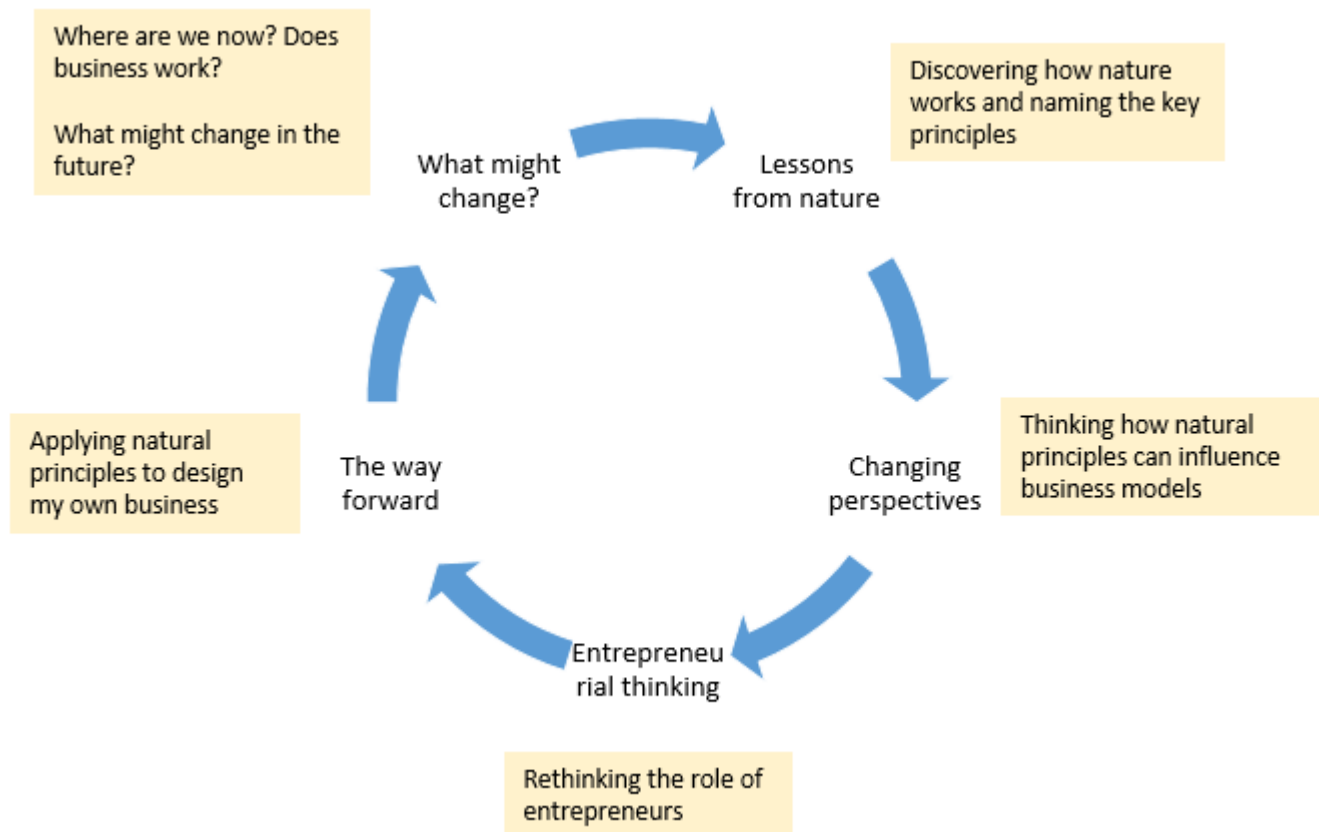 Where are we now? Does
business work?
What might change in the
future?
What might
change?
Lessons
from nature
Discovering how nature
works and naming the key
principles
Changing
perspectives
Thinking how natural
principles can influence
business models
Entrepreneu
rial thinking
Rethinking the role of
entrepreneurs
The way
forward
Applying natural
principles to design
my own business